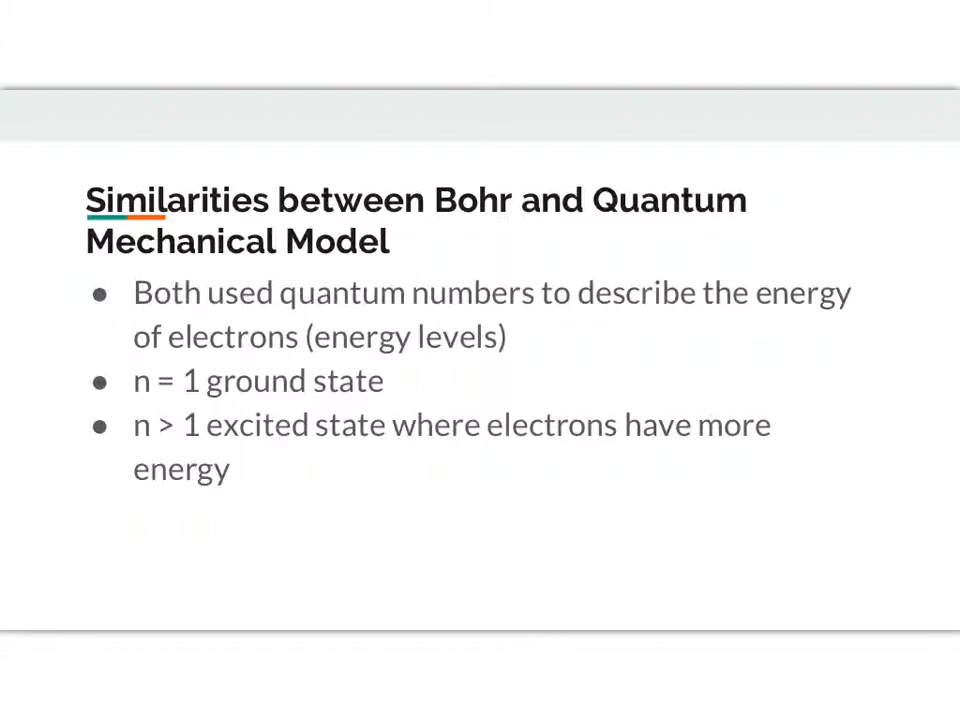 Similarities between Bohr and Quantum
Mechanical Model
● Both used quantum numbers to describe the energy
of electrons (energy levels)
● n = 1 ground state
● n > 1 excited state where electrons have more
energy